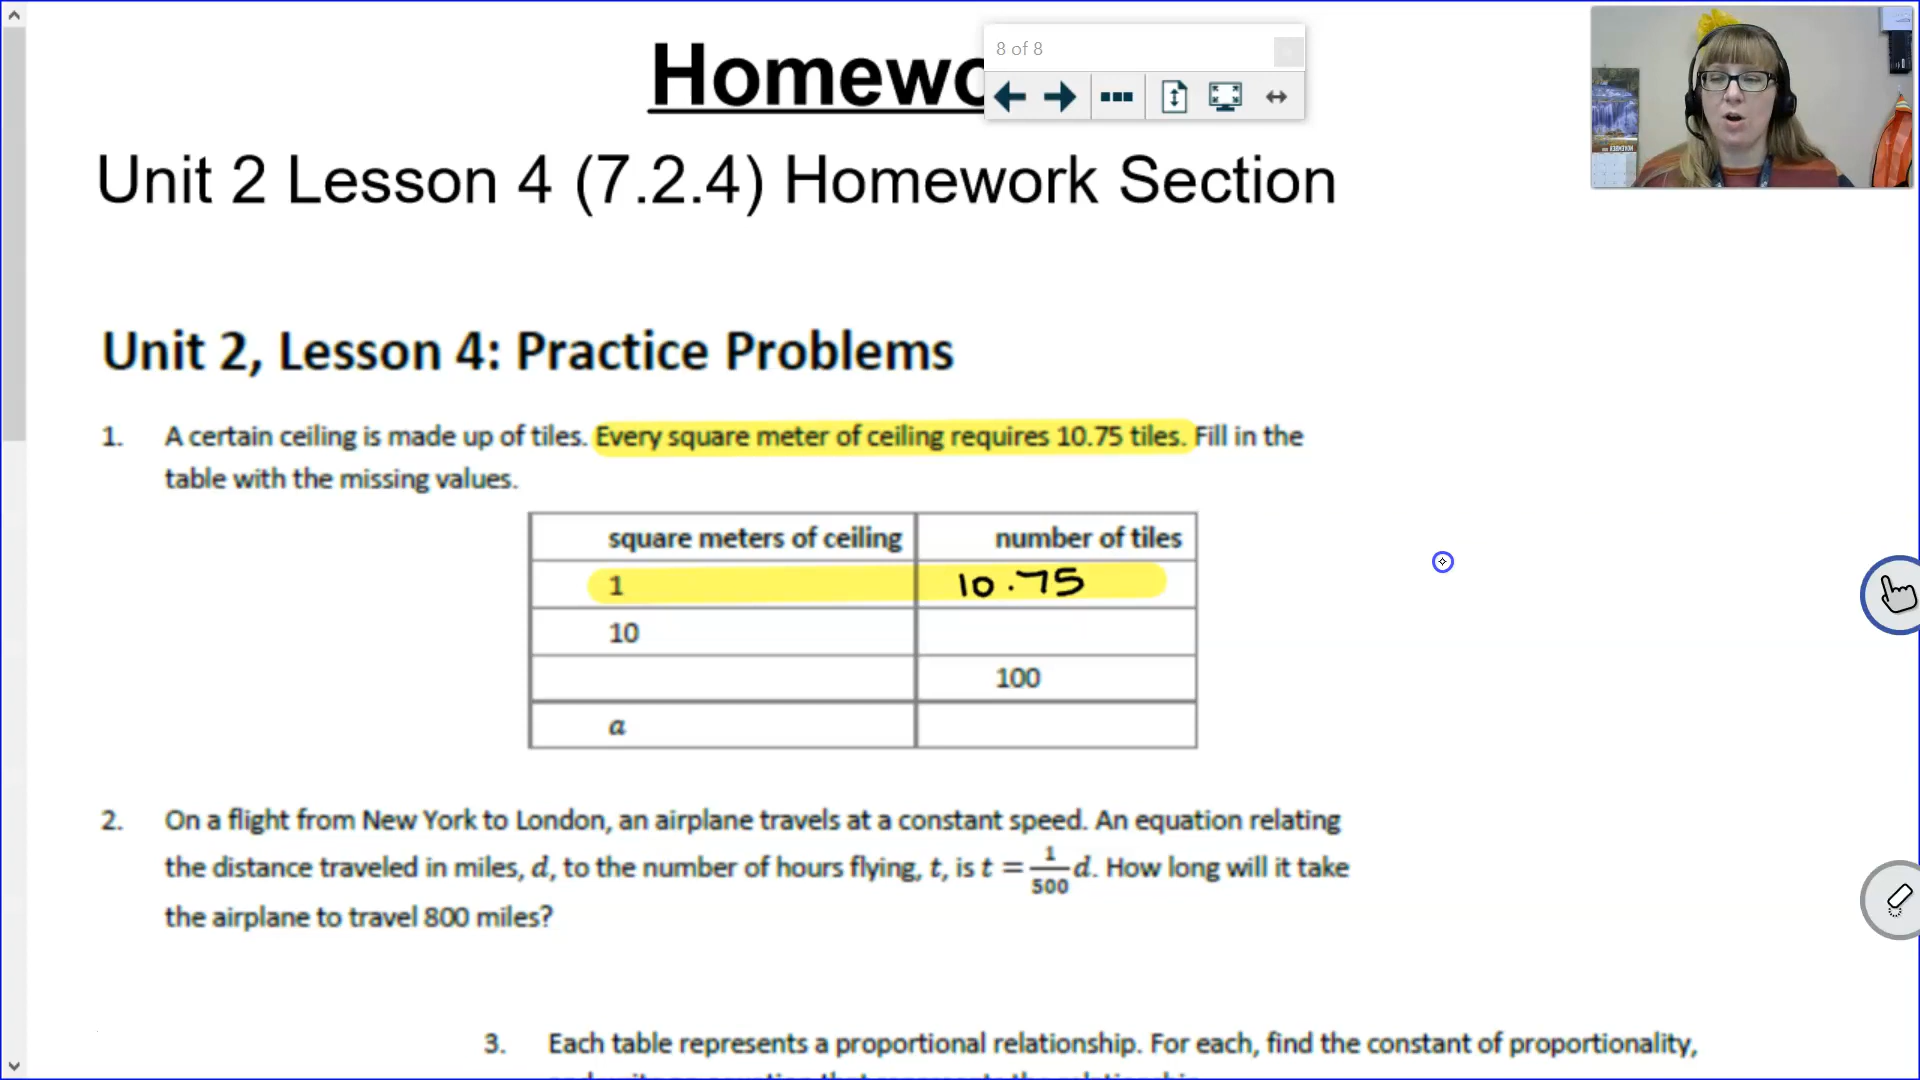 Homewo
8 of 8
Unit 2 Lesson 4 (7.2.4) Homework Section
NOVEMBER
Unit 2, Lesson 4: Practice Problems
1. A certain ceiling is made up of tiles. Every square meter of ceiling requires 10.75 tiles. Fill in the
table with the missing values.
square meters of ceiling number of tiles
1 10.75
10
100
a
2. On a flight from New York to London, an airplane travels at a constant speed. An equation relating
the distance traveled in miles, d, to the number of hours flying, t, is t = 1/500 d. How long will it take
the airplane to travel 800 miles?
3. Each table represents a proportional relationship. For each, find the constant of proportionality,